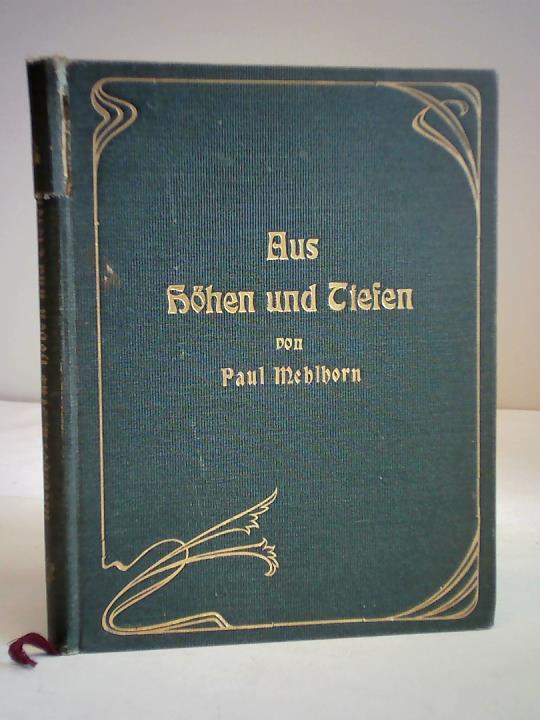 Aus
Höhen und Tiefen
von
Paul Mehlhorn